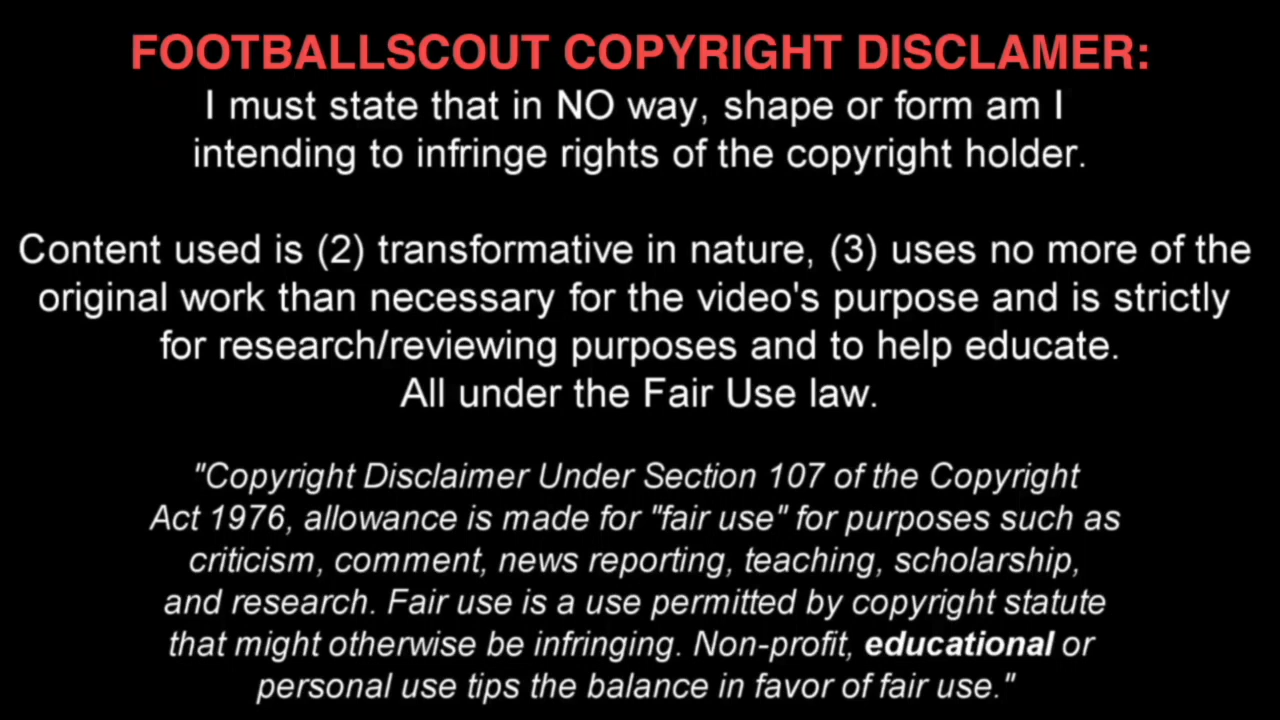 FOOTBALLSCOUT COPYRIGHT DISCLAMER:
I must state that in NO way, shape or form am I
intending to infringe rights of the copyright holder.
Content used is (2) transformative in nature, (3) uses no more of the
original work than necessary for the video's purpose and is strictly
for research/reviewing purposes and to help educate.
All under the Fair Use law.
"Copyright Disclaimer Under Section 107 of the Copyright
Act 1976, allowance is made for "fair use" for purposes such as
criticism, comment, news reporting, teaching, scholarship,
and research. Fair use is a use permitted by copyright statute
that might otherwise be infringing. Non-profit, educational or
personal use tips the balance in favor of fair use."